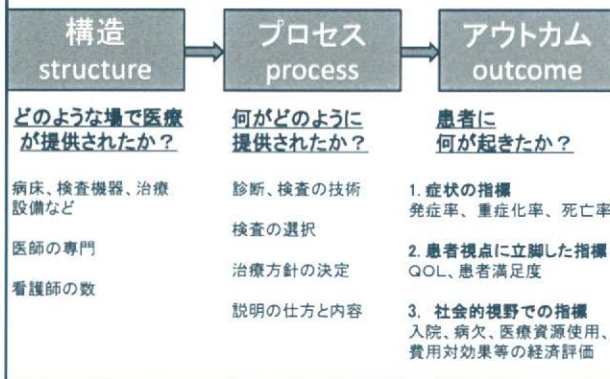 構造
structure
プロセス
process
アウトカム
outcome
どのような場で医療
が提供されたか？
病床、検査機器、治療
設備など
医師の専門
看護師の数
何がどのように
提供されたか？
診断、検査の技術
検査の選択
治療方針の決定
説明の仕方と内容
患者に
何が起きたか？
1. 症状の指標
発症率、重症化率、死亡率
2. 患者視点に立脚した指標
QOL、患者満足度
3. 社会的視野での指標
入院、病欠、医療資源使用、
費用対効果等の経済評価